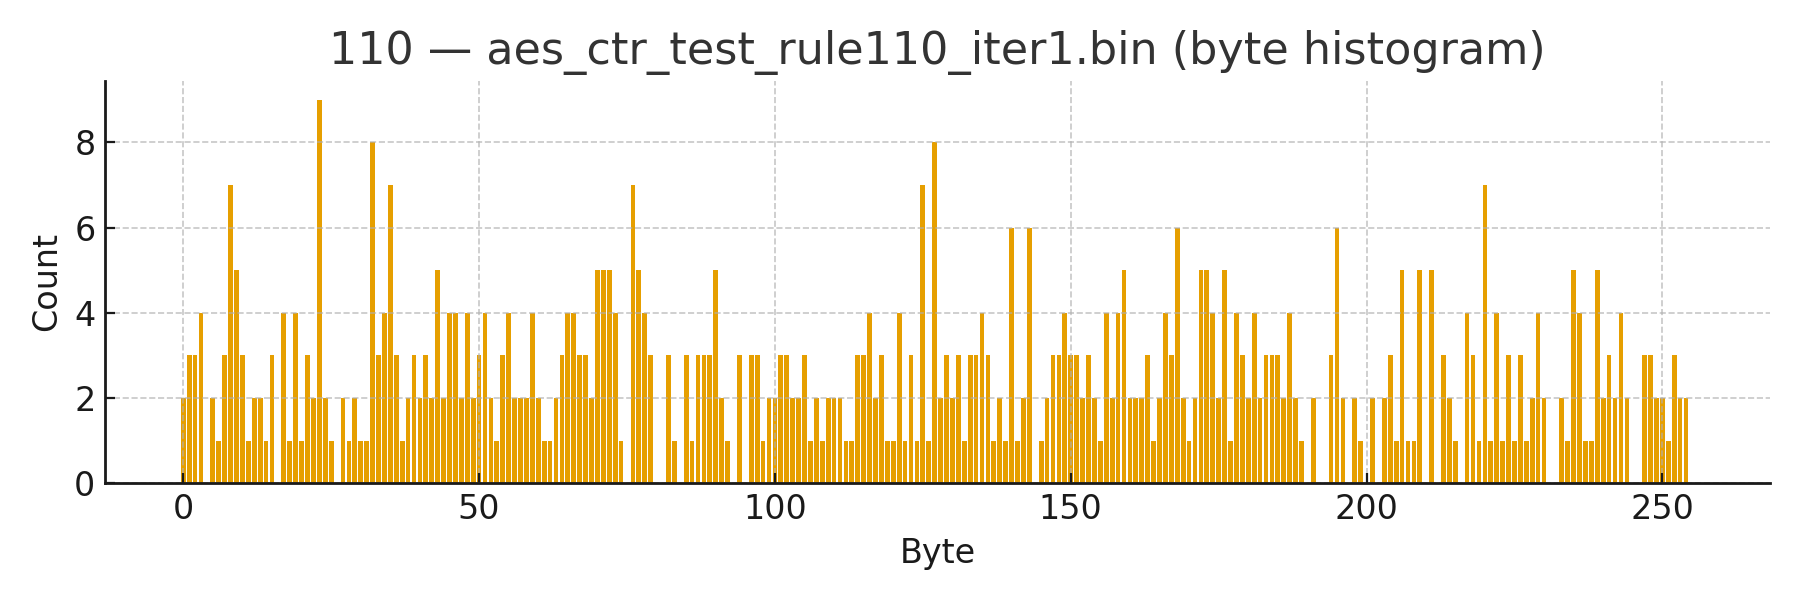 110 — aes_ctr_test_rule110_iter1.bin (byte histogram)
Count
8
6
4
2
0
0 50 100 150 200 250
Byte